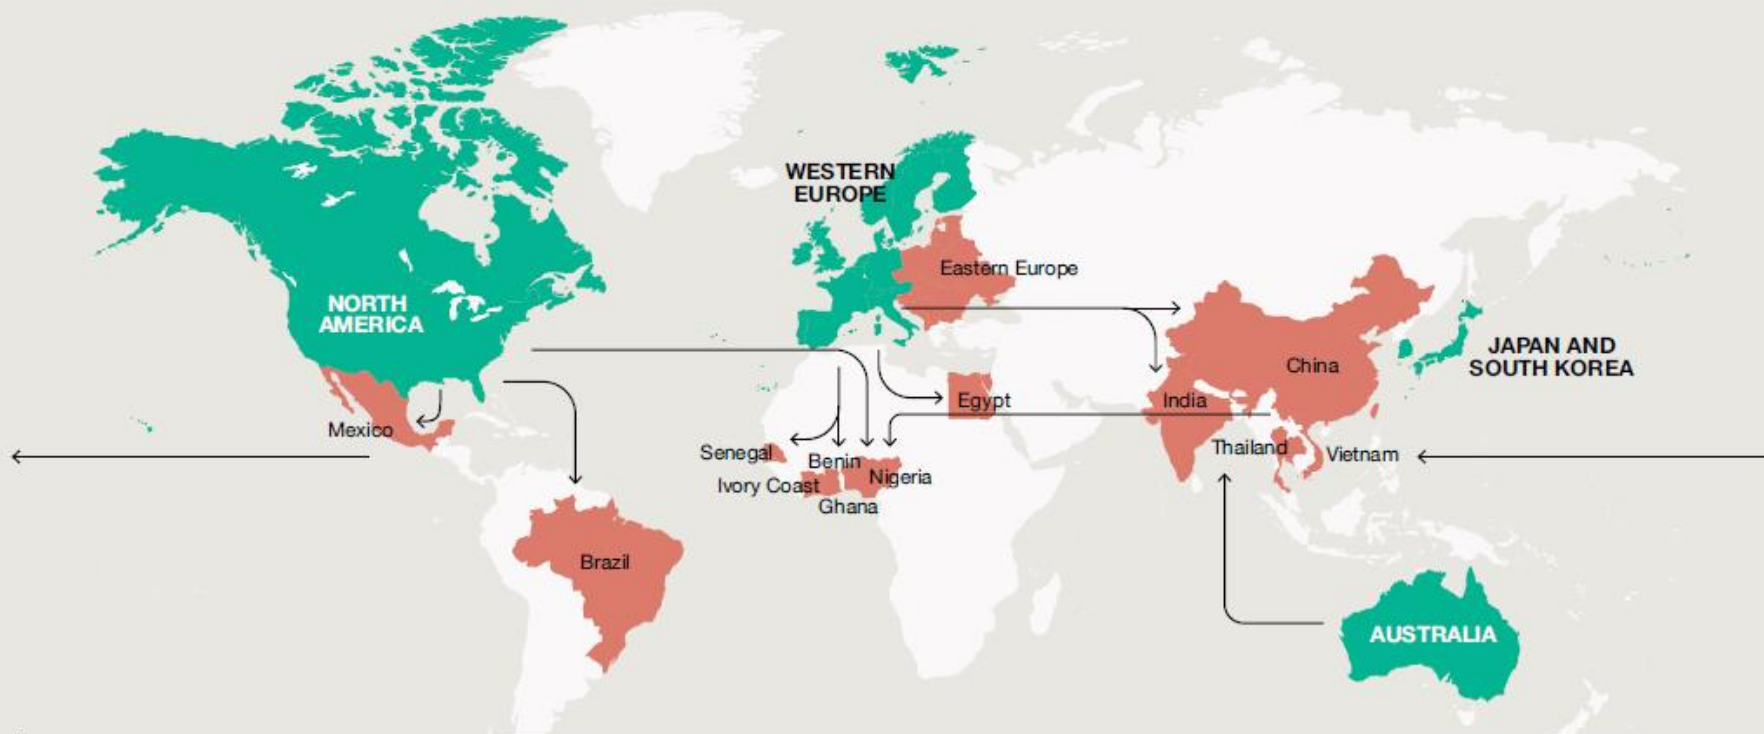 WESTERN
EUROPE
Eastern Europe
NORTH
AMERICA
JAPAN AND
SOUTH KOREA
China
Egypt
India
Mexico
Senegal
Benin
Thailand
Vietnam
Nigeria
Ivory Coast
Ghana
Brazil
AUSTRALIA